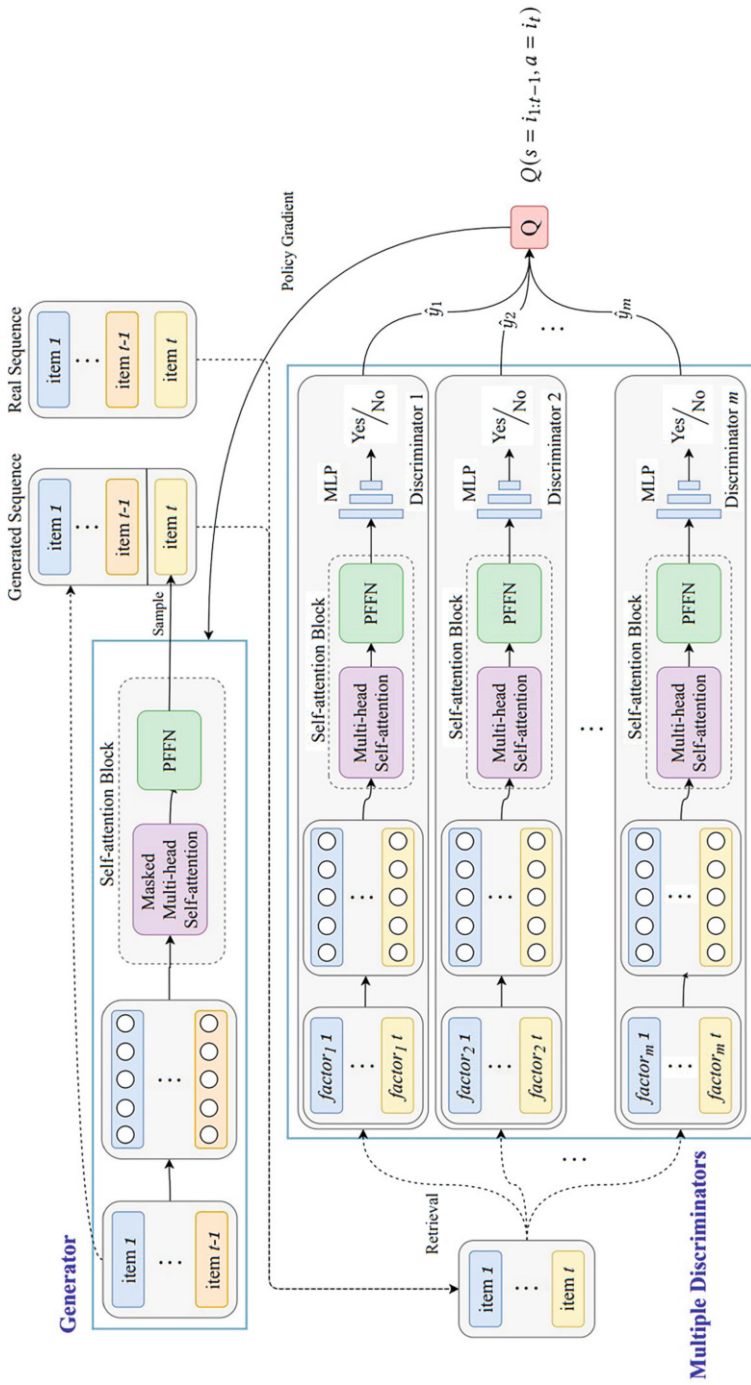 Generator
item 1
item t-1
Self-attention Block
Masked
Multi-head
Self-attention
PFFN
Sample
Generated Sequence
item 1
item t-1
item t
Real Sequence
item 1
item t-1
item t
Policy Gradient
Retrieval
item 1
item t
Multiple Discriminators
factor₁ 1
factor₁ t
Self-attention Block
Multi-head
Self-attention
PFFN
MLP
Yes/No
Discriminator 1
ŷ₁
factor₂ 1
factor₂ t
Self-attention Block
Multi-head
Self-attention
PFFN
MLP
Yes/No
Discriminator 2
ŷ₂
factorₘ 1
factorₘ t
Self-attention Block
Multi-head
Self-attention
PFFN
MLP
Yes/No
Discriminator m
ŷₘ
Q
Q(s = i₁:ₜ₋₁, a = iₜ)